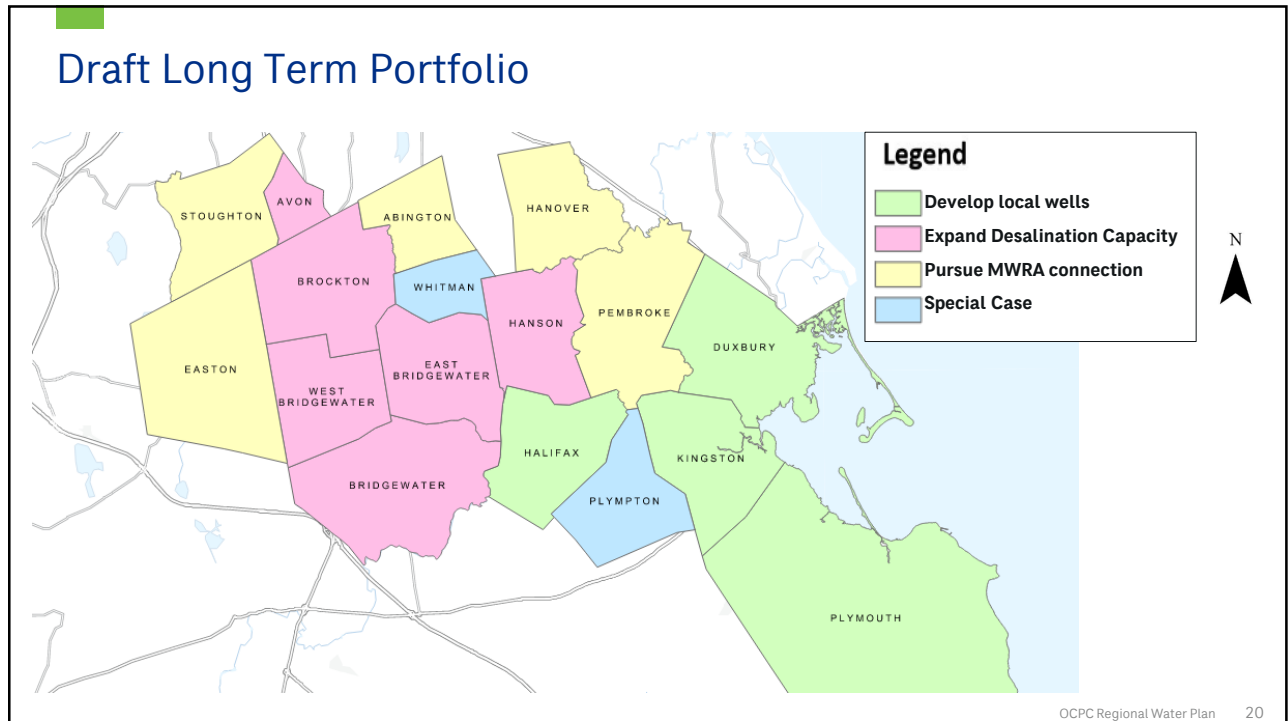 Draft Long Term Portfolio
Legend
Develop local wells
Expand Desalination Capacity
Pursue MWRA connection
Special Case
N
STOUGHTON
AVON
ABINGTON
HANOVER
BROCKTON
WHITMAN
HANSON
PEMBROKE
DUXBURY
EASTON
WEST
BRIDGEWATER
EAST
BRIDGEWATER
HALIFAX
KINGSTON
BRIDGEWATER
PLYMPTON
PLYMOUTH
OCPC Regional Water Plan 20